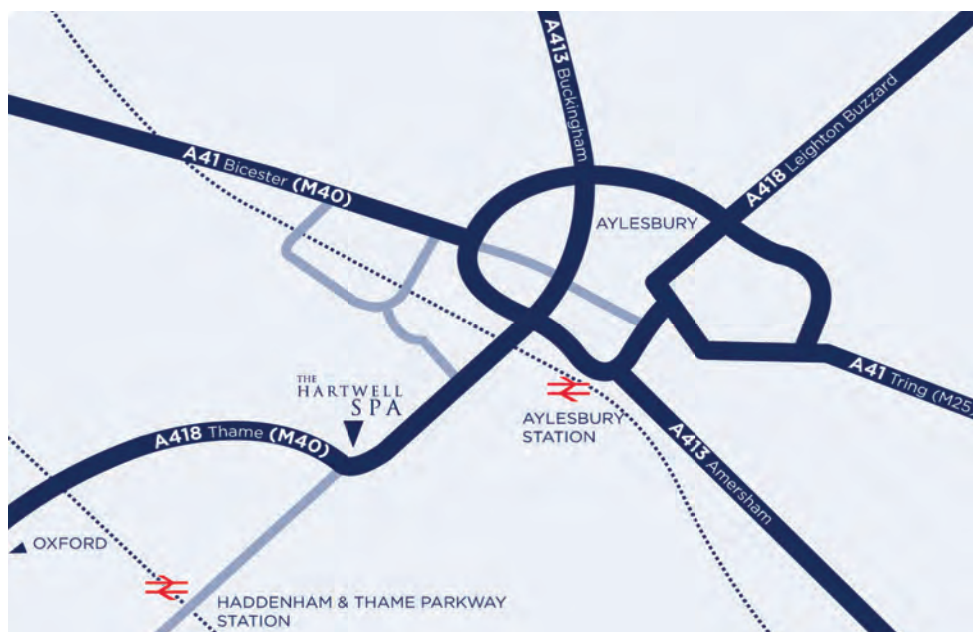 A413 Buckingham
A418 Leighton Buzzard
A41 Bicester (M40)
AYLESBURY
THE
HARTWELL
SPA
A41 Tring (M25
AYLESBURY
STATION
A418 Thame (M40)
A413 Amersham
OXFORD
HADDENHAM & THAME PARKWAY
STATION